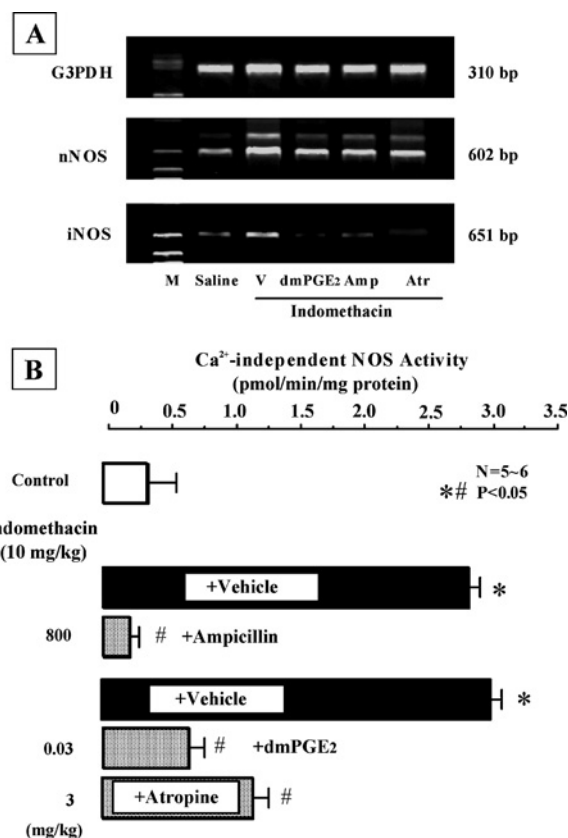 A
G3PDH 310 bp
nNOS 602 bp
iNOS 651 bp
M Saline V dmPGE2 Amp Atr
Indomethacin
B
Ca2+-independent NOS Activity
(pmol/min/mg protein)
0 0.5 1.0 1.5 2.0 2.5 3.0 3.5
Control
N=5~6
*# P<0.05
ndomethacin
(10 mg/kg)
+Vehicle *
800 # +Ampicillin
+Vehicle *
0.03 # +dmPGE2
3 +Atropine #
(mg/kg)